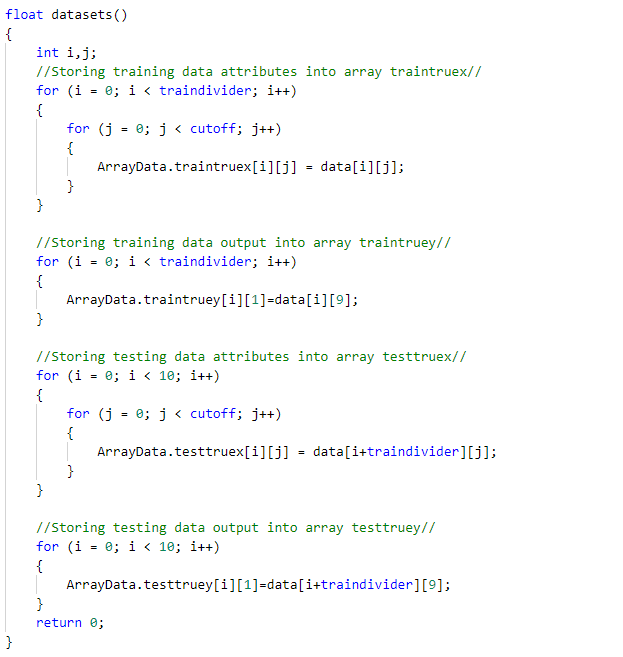 float datasets()
{
    int i,j;
    //Storing training data attributes into array traintruex//
    for (i = 0; i < traindivider; i++)
    {
        for (j = 0; j < cutoff; j++)
        {
            ArrayData.traintruex[i][j] = data[i][j];
        }
    }

    //Storing training data output into array traintruey//
    for (i = 0; i < traindivider; i++)
    {
        ArrayData.traintruey[i][1]=data[i][9];
    }

    //Storing testing data attributes into array testtruex//
    for (i = 0; i < 10; i++)
    {
        for (j = 0; j < cutoff; j++)
        {
            ArrayData.testtruex[i][j] = data[i+traindivider][j];
        }
    }

    //Storing testing data output into array testtruey//
    for (i = 0; i < 10; i++)
    {
        ArrayData.testtruey[i][1]=data[i+traindivider][9];
    }
    return 0;
}